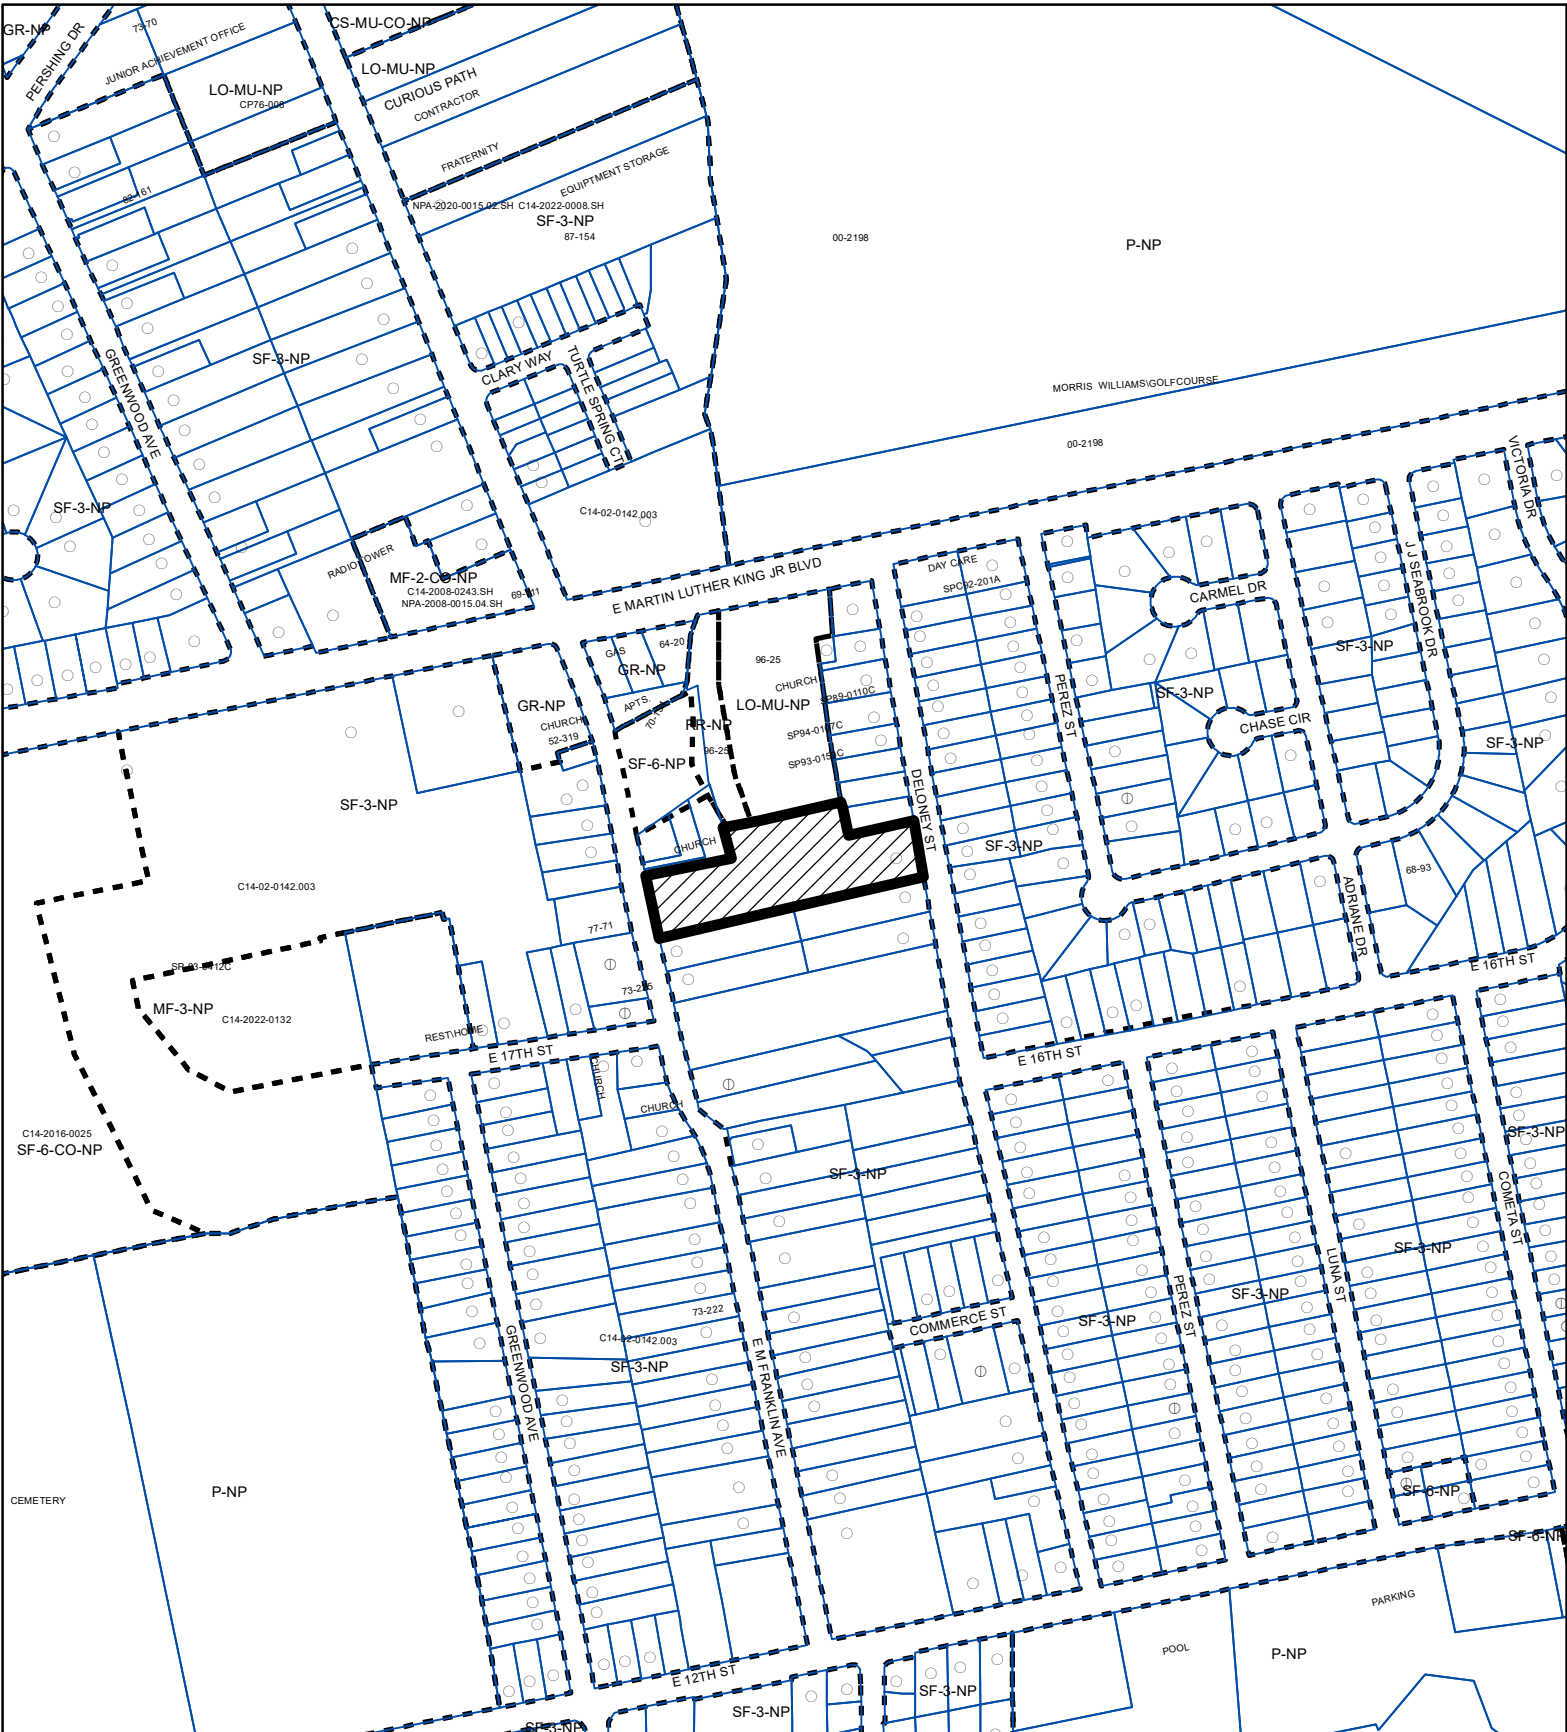 GR-NP
73-70
CS-MU-CO-NP
PERSHING DR
JUNIOR ACHIEVEMENT OFFICE
LO-MU-NP
CP76-008
LO-MU-NP
CURIOUS PATH
CONTRACTOR
FRATERNITY
EQUIPTMENT STORAGE
82-161
NPA-2020-0015.02.SH C14-2022-0008.SH
SF-3-NP
87-154
00-2198
P-NP
GREENWOOD AVE
SF-3-NP
CLARY WAY
TURTLE SPRING CT
MORRIS WILLIAMS\GOLFCOURSE
00-2198
VICTORIA DR
SF-3-NP
C14-02-0142.003
RADIO TOWER
MF-2-CO-NP
C14-2008-0243.SH
NPA-2008-0015.04.SH
E MARTIN LUTHER KING JR BLVD
DAY CARE
SPC92-201A
CARMEL DR
J J SEABROOK DR
GAS
64-20
GR-NP
96-25
CHURCH
LO-MU-NP
SP89-0110C
SF-3-NP
PEREZ ST
SF-3-NP
GR-NP
CHURCH
52-319
APTS.
RR-NP
96-25
CHASE CIR
SF-3-NP
SF-6-NP
SF-3-NP
DELONEY ST
CHURCH
SF-3-NP
68-93
ADRIANE DR
C14-02-0142.003
77-71
E 16TH ST
MF-3-NP
C14-2022-0132
REST\HOME
E 17TH ST
CHURCH
CHURCH
E 16TH ST
C14-2016-0025
SF-6-CO-NP
SF-3-NP
SF-3-NP
COMETA ST
SF-3-NP
LUNA ST
SF-3-NP
PEREZ ST
SF-3-NP
COMMERCE ST
73-222
C14-02-0142.003
SF-3-NP
GREENWOOD AVE
E M FRANKLIN AVE
CEMETERY
P-NP
SF-6-NP
SF-6-NP
PARKING
POOL
P-NP
E 12TH ST
SF-3-NP
SF-3-NP
SF-3-NP